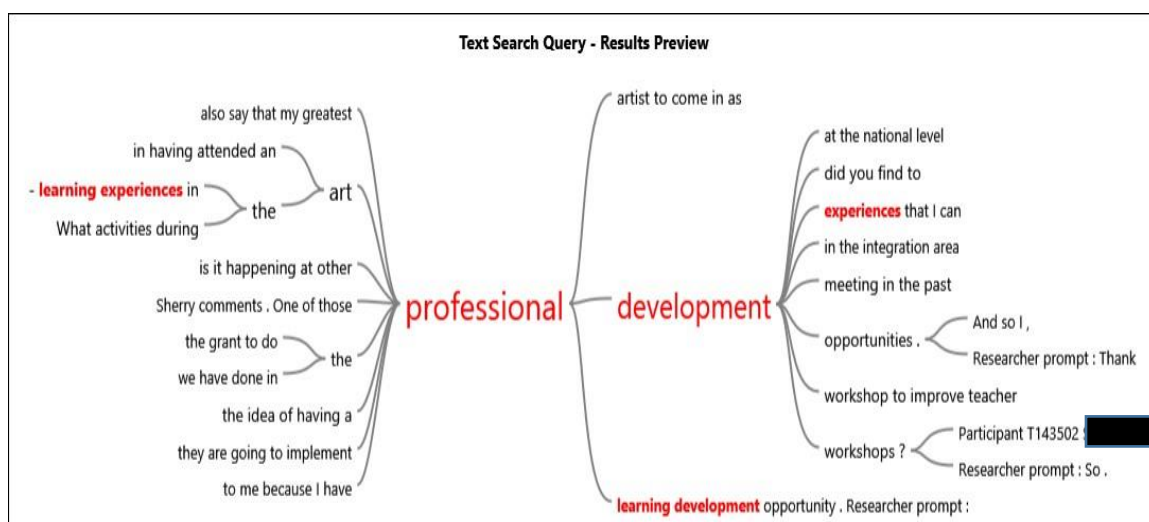 Text Search Query - Results Preview
also say that my greatest
in having attended an
- learning experiences in
What activities during
the
art
is it happening at other
Sherry comments . One of those
the grant to do
we have done in
the
the idea of having a
they are going to implement
to me because I have
professional
artist to come in as
development
at the national level
did you find to
experiences that I can
in the integration area
meeting in the past
opportunities .
And so I ,
Researcher prompt : Thank
workshop to improve teacher
workshops ?
Participant T143502
Researcher prompt : So .
learning development opportunity . Researcher prompt :